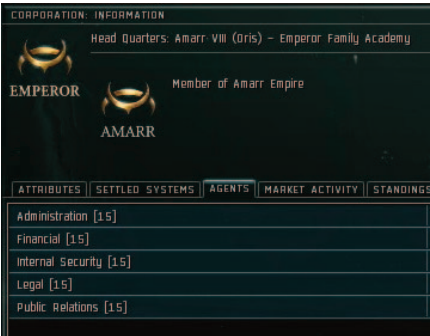 CORPORATION: INFORMATION
Head Quarters: Amarr VIII (Oris) - Emperor Family Academy
EMPEROR
Member of Amarr Empire
AMARR
ATTRIBUTES SETTLED SYSTEMS AGENTS MARKET ACTIVITY STANDINGS
Administration [15]
Financial [15]
Internal Security [15]
Legal [15]
Public Relations [15]